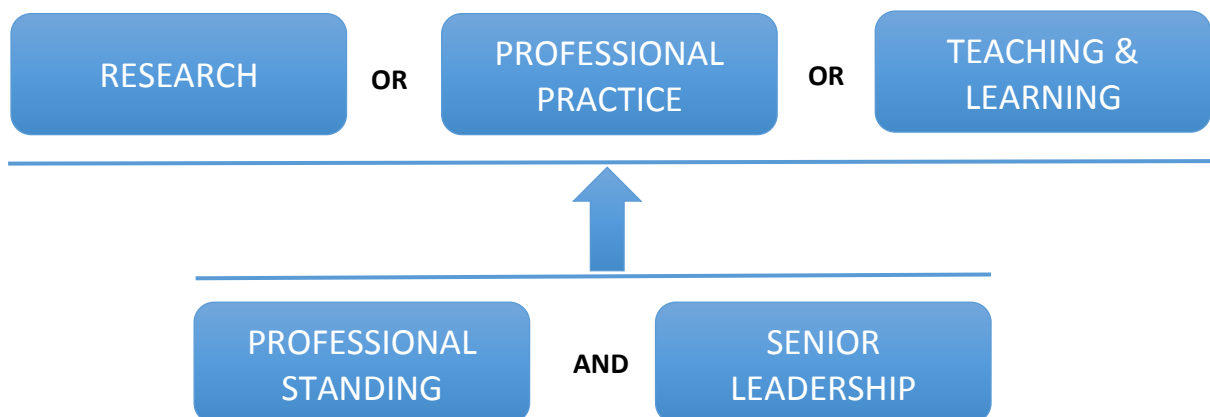 RESEARCH
OR
PROFESSIONAL
PRACTICE
OR
TEACHING &
LEARNING
PROFESSIONAL
STANDING
AND
SENIOR
LEADERSHIP